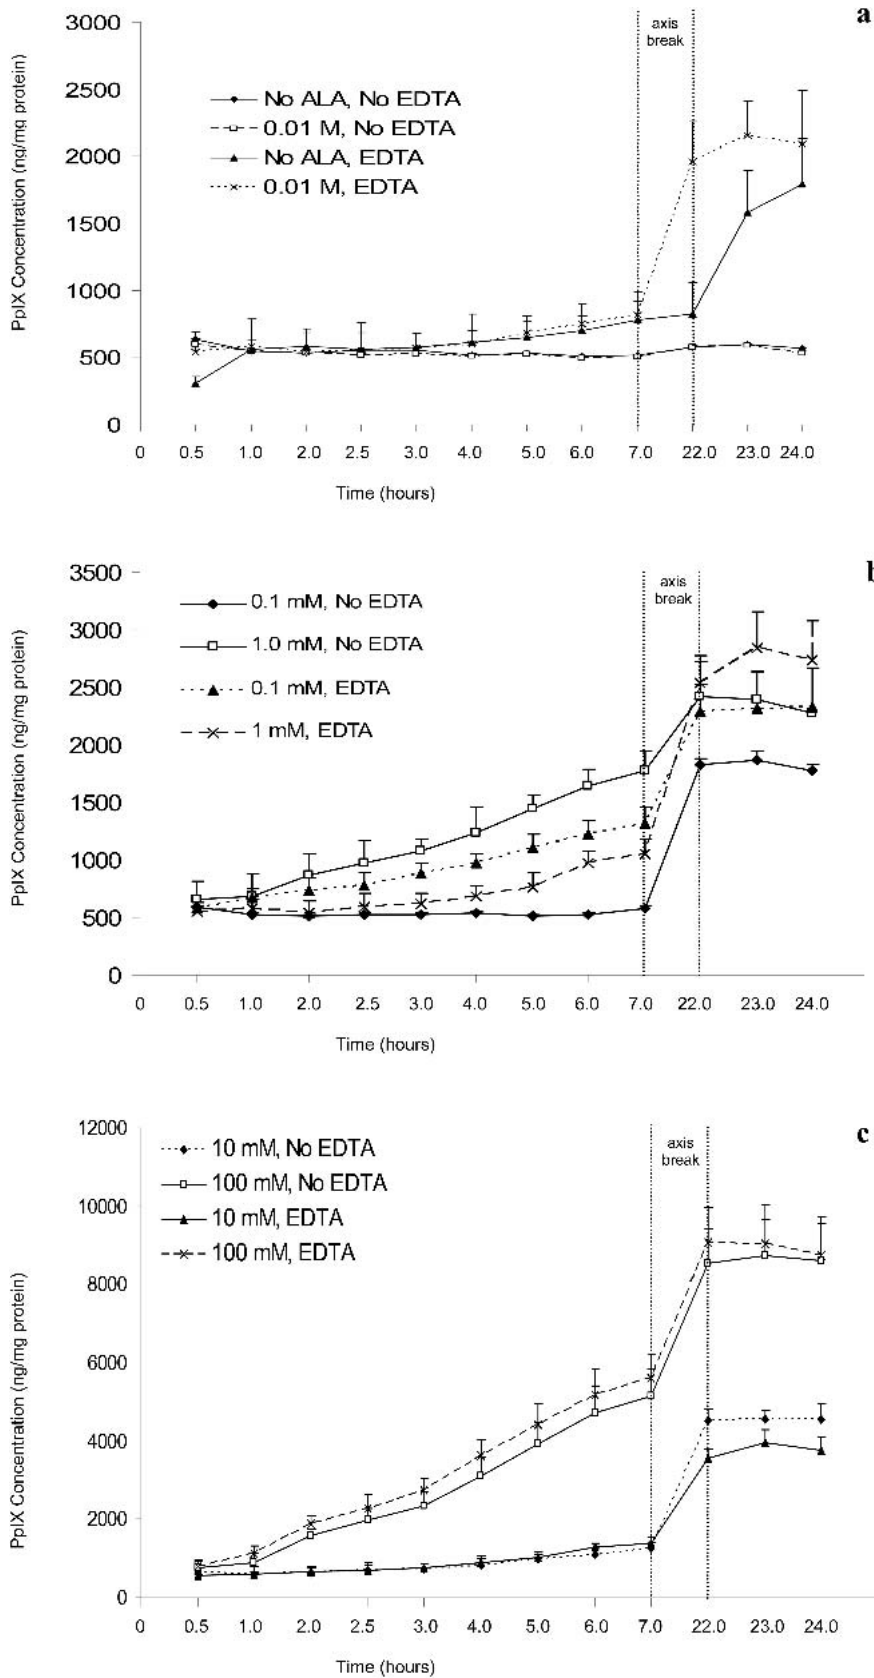 a
axis
break
PpIX Concentration (ng/mg protein)
3000
2500
2000
1500
1000
500
0
No ALA, No EDTA
0.01 M, No EDTA
No ALA, EDTA
0.01 M, EDTA
0 0.5 1.0 2.0 2.5 3.0 4.0 5.0 6.0 7.0 22.0 23.0 24.0
Time (hours)
b
axis
break
PpIX Concentration (ng/mg protein)
3500
3000
2500
2000
1500
1000
500
0
0.1 mM, No EDTA
1.0 mM, No EDTA
0.1 mM, EDTA
1 mM, EDTA
0 0.5 1.0 2.0 2.5 3.0 4.0 5.0 6.0 7.0 22.0 23.0 24.0
Time (hours)
c
axis
break
PpIX Concentration (ng/mg protein)
12000
10000
8000
6000
4000
2000
0
10 mM, No EDTA
100 mM, No EDTA
10 mM, EDTA
100 mM, EDTA
0 0.5 1.0 2.0 2.5 3.0 4.0 5.0 6.0 7.0 22.0 23.0 24.0
Time (hours)